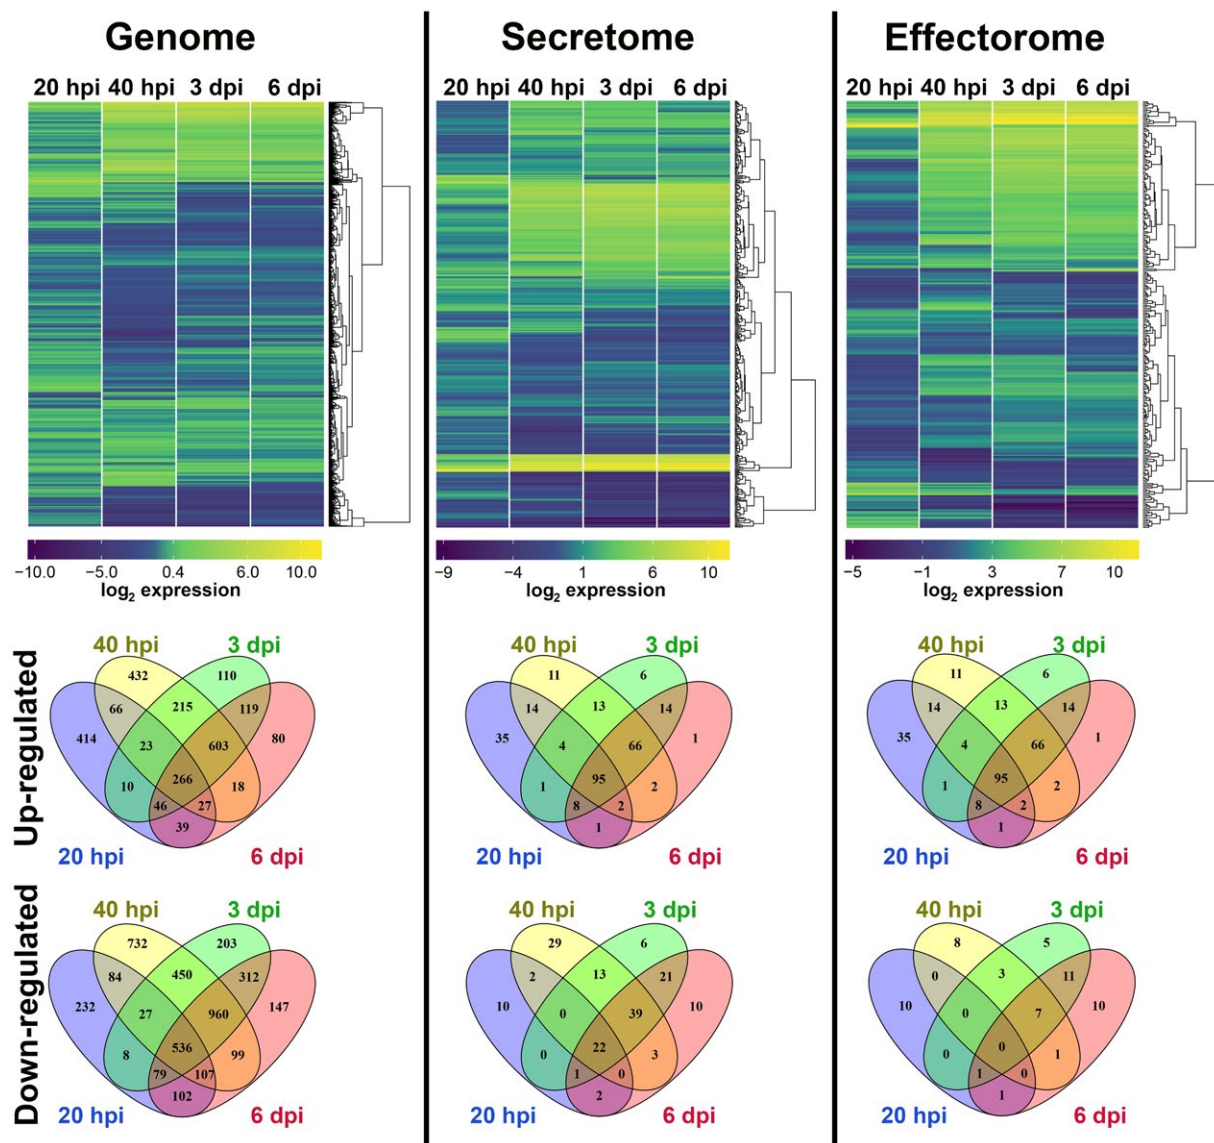 Genome
Secretome
Effectorome
20 hpi 40 hpi 3 dpi 6 dpi
20 hpi 40 hpi 3 dpi 6 dpi
20 hpi 40 hpi 3 dpi 6 dpi
−10.0 −5.0 0.4 6.0 10.0
log2 expression
−9 −4 1 6 10
log2 expression
−5 −1 3 7 10
log2 expression
Up-regulated
40 hpi 3 dpi
432 110
66 215 119
414 23 603 80
266
10 18
46 27
39
20 hpi 6 dpi
40 hpi 3 dpi
11 6
14 13 14
35 4 66 1
95
1 2
8 2
1
20 hpi 6 dpi
40 hpi 3 dpi
11 6
14 13 14
35 4 66 1
95
1 2
8 2
1
20 hpi 6 dpi
Down-regulated
40 hpi 3 dpi
732 203
84 450 312
232 27 960 147
536
8 99
79 107
102
20 hpi 6 dpi
40 hpi 3 dpi
29 6
2 13 21
10 0 39 10
22
0 3
1 0
2
20 hpi 6 dpi
40 hpi 3 dpi
8 5
0 3 11
10 0 7 10
0
0 1
1 0
1
20 hpi 6 dpi